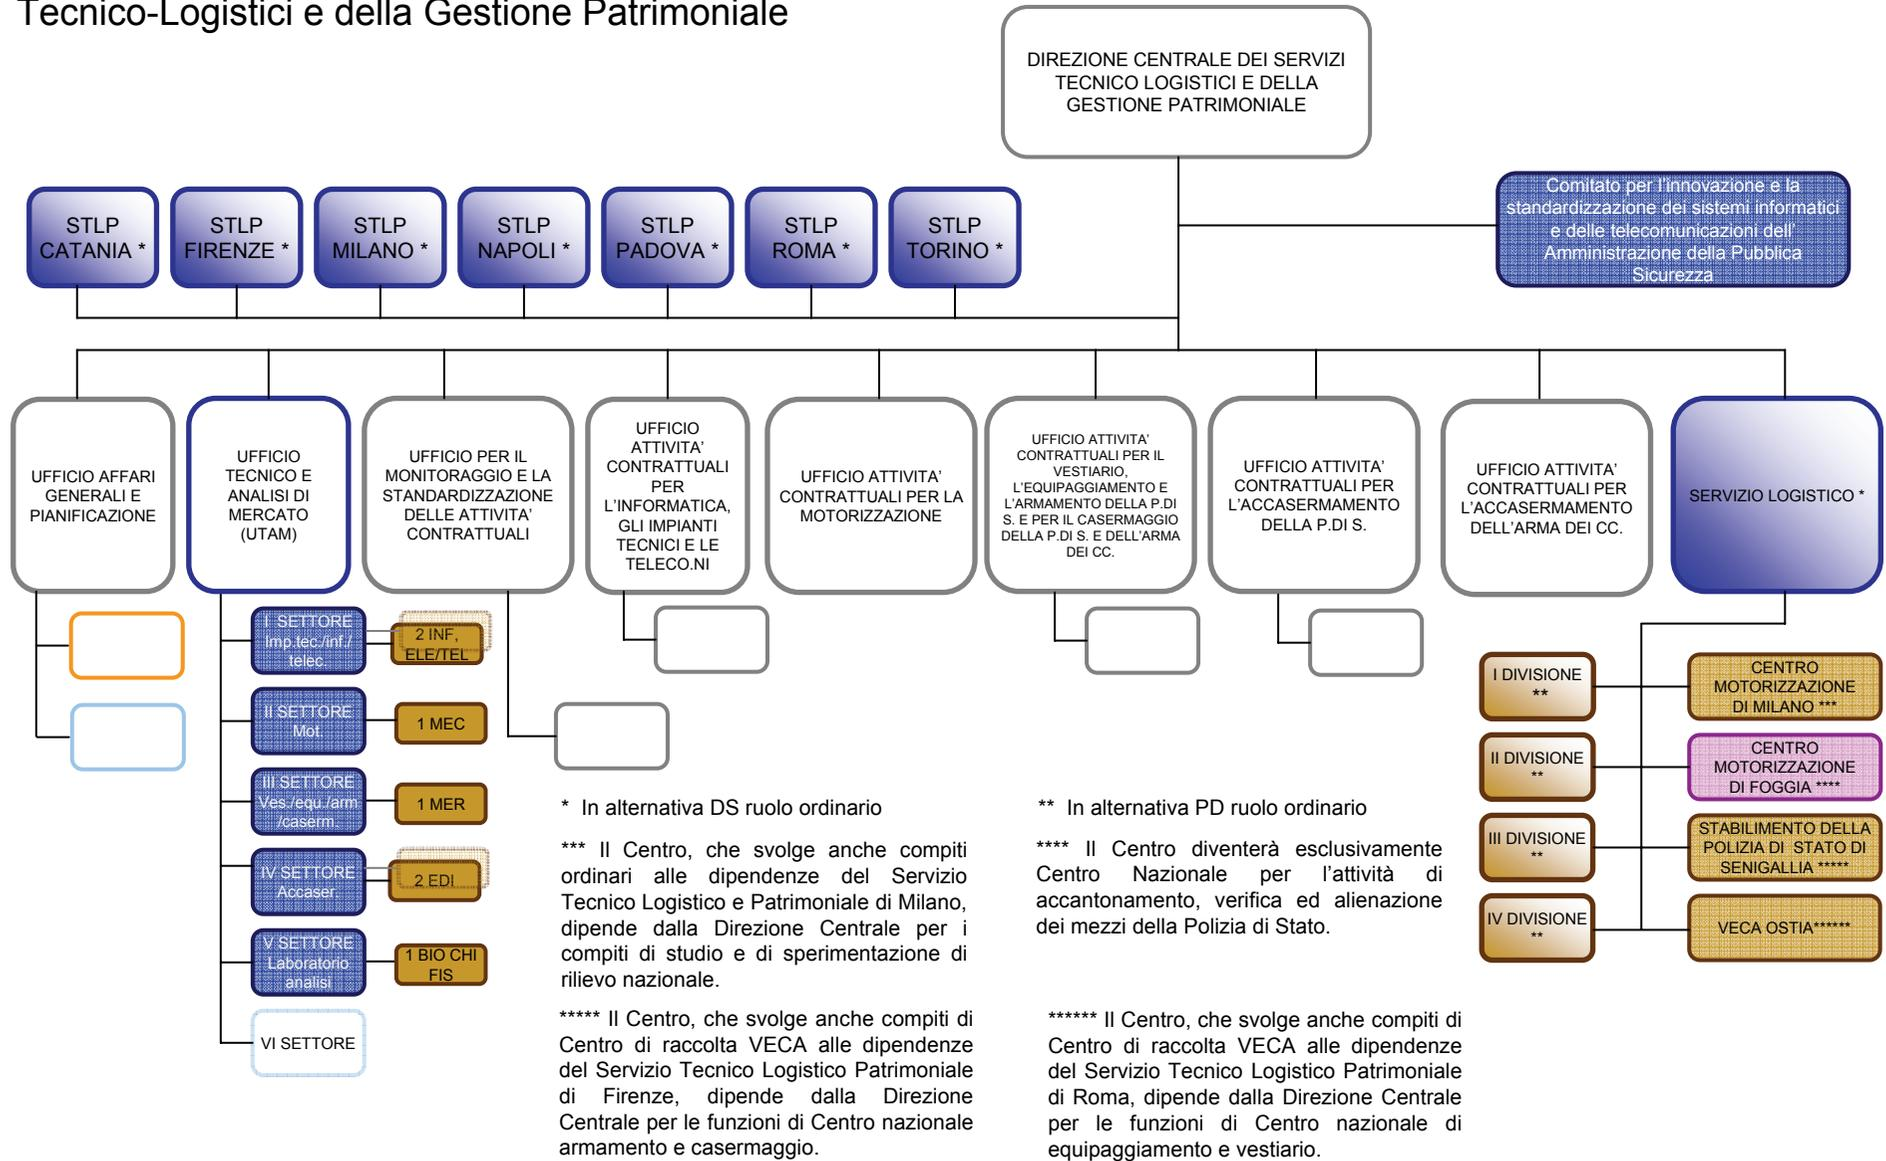 Tecnico-Logistici e della Gestione Patrimoniale
DIREZIONE CENTRALE DEI SERVIZI
TECNICO LOGISTICI E DELLA
GESTIONE PATRIMONIALE
STLP
CATANIA *
STLP
FIRENZE *
STLP
MILANO *
STLP
NAPOLI *
STLP
PADOVA *
STLP
ROMA *
STLP
TORINO *
Comitato per l'innovazione e la
standardizzazione dei sistemi informatici
e delle telecomunicazioni dell'
Amministrazione della Pubblica
Sicurezza
UFFICIO AFFARI
GENERALI E
PIANIFICAZIONE
UFFICIO
TECNICO E
ANALISI DI
MERCATO
(UTAM)
UFFICIO PER IL
MONITORAGGIO E LA
STANDARDIZZAZIONE
DELLE ATTIVITA'
CONTRATTUALI
UFFICIO
ATTIVITA'
CONTRATTUALI
PER
L'INFORMATICA,
GLI IMPIANTI
TECNICI E LE
TELECO.NI
UFFICIO ATTIVITA'
CONTRATTUALI PER LA
MOTORIZZAZIONE
UFFICIO ATTIVITA'
CONTRATTUALI PER IL
VESTIARIO,
L'EQUIPAGGIAMENTO E
L'ARMAMENTO DELLA P.DI
S. E PER IL CASERMAGGIO
DELLA P.DI S. E DELL'ARMA
DEI CC.
UFFICIO ATTIVITA'
CONTRATTUALI PER
L'ACCASERMAMENTO
DELLA P.DI S.
UFFICIO ATTIVITA'
CONTRATTUALI PER
L'ACCASERMAMENTO
DELL'ARMA DEI CC.
SERVIZIO LOGISTICO *
I SETTORE
Imp.tec./inf./
telec.
2 INF,
ELE/TEL
II SETTORE
Mot.
1 MEC
III SETTORE
Ves./equ./arm
/caserm.
1 MER
IV SETTORE
Accaser.
2 EDI
V SETTORE
Laboratorio
analisi
1 BIO CHI
FIS
VI SETTORE
I DIVISIONE
**
II DIVISIONE
**
III DIVISIONE
**
IV DIVISIONE
**
CENTRO
MOTORIZZAZIONE
DI MILANO ***
CENTRO
MOTORIZZAZIONE
DI FOGGIA ****
STABILIMENTO DELLA
POLIZIA DI STATO DI
SENIGALLIA *****
VECA OSTIA******
* In alternativa DS ruolo ordinario
*** Il Centro, che svolge anche compiti
ordinari alle dipendenze del Servizio
Tecnico Logistico e Patrimoniale di Milano,
dipende dalla Direzione Centrale per i
compiti di studio e di sperimentazione di
rilievo nazionale.
***** Il Centro, che svolge anche compiti di
Centro di raccolta VECA alle dipendenze
del Servizio Tecnico Logistico Patrimoniale
di Firenze, dipende dalla Direzione
Centrale per le funzioni di Centro nazionale
armamento e casermaggio.
** In alternativa PD ruolo ordinario
**** Il Centro diventerà esclusivamente
Centro Nazionale per l'attività di
accantonamento, verifica ed alienazione
dei mezzi della Polizia di Stato.
****** Il Centro, che svolge anche compiti di
Centro di raccolta VECA alle dipendenze
del Servizio Tecnico Logistico Patrimoniale
di Roma, dipende dalla Direzione Centrale
per le funzioni di Centro nazionale di
equipaggiamento e vestiario.